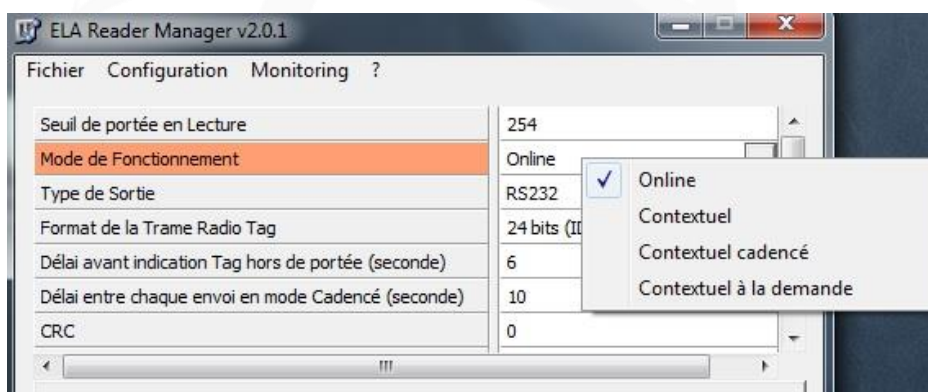 ELA Reader Manager v2.0.1
Fichier Configuration Monitoring ?
Seuil de portée en Lecture 254
Mode de Fonctionnement Online
Type de Sortie RS232
Format de la Trame Radio Tag 24 bits (
Délai avant indication Tag hors de portée (seconde) 6
Délai entre chaque envoi en mode Cadencé (seconde) 10
CRC 0
Online
Contextuel
Contextuel cadencé
Contextuel à la demande